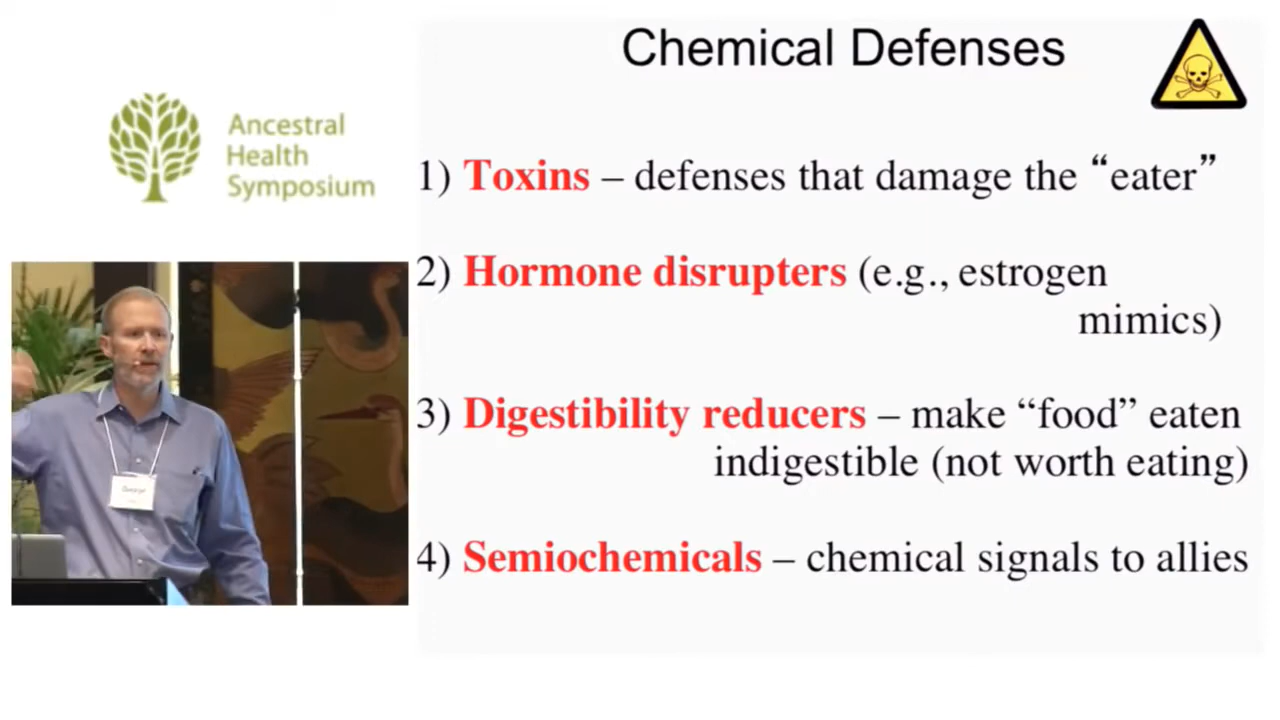 Chemical Defenses
Ancestral
Health
Symposium
1) Toxins – defenses that damage the “eater”
2) Hormone disrupters (e.g., estrogen
mimics)
3) Digestibility reducers – make “food” eaten
indigestible (not worth eating)
4) Semiochemicals – chemical signals to allies
George